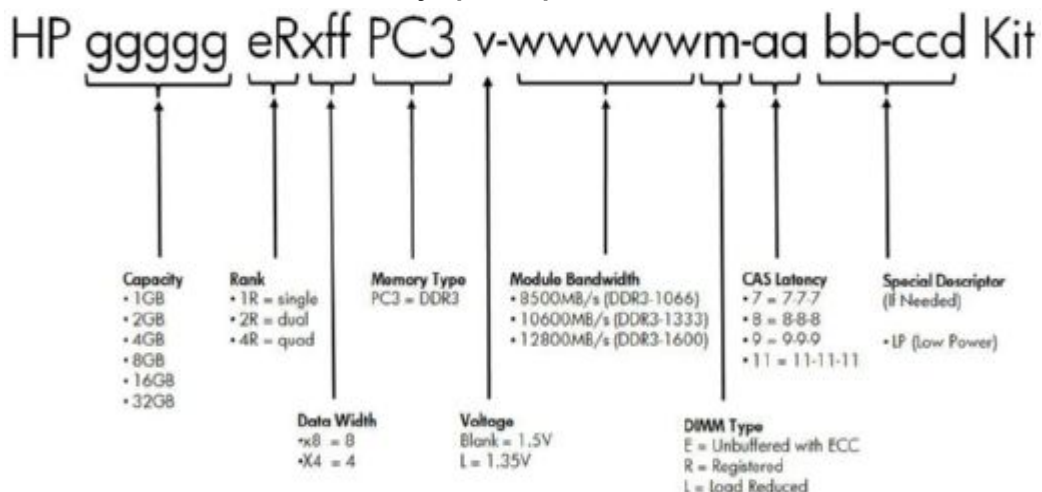 HP ggggg eRxff PC3 v-wwwwwm-aa bb-ccd Kit
Capacity
• 1GB
• 2GB
• 4GB
• 8GB
• 16GB
• 32GB
Rank
• 1R = single
• 2R = dual
• 4R = quad
Memory Type
PC3 = DDR3
Module Bandwidth
• 8500MB/s (DDR3-1066)
• 10600MB/s (DDR3-1333)
• 12800MB/s (DDR3-1600)
CAS Latency
• 7 = 7-7-7
• 8 = 8-8-8
• 9 = 9-9-9
• 11 = 11-11-11
Special Descriptor
(If Needed)
• LP (Low Power)
Data Width
•x8 = 8
•X4 = 4
Voltage
Blank = 1.5V
L = 1.35V
DIMM Type
E = Unbuffered with ECC
R = Registered
L = Load Reduced